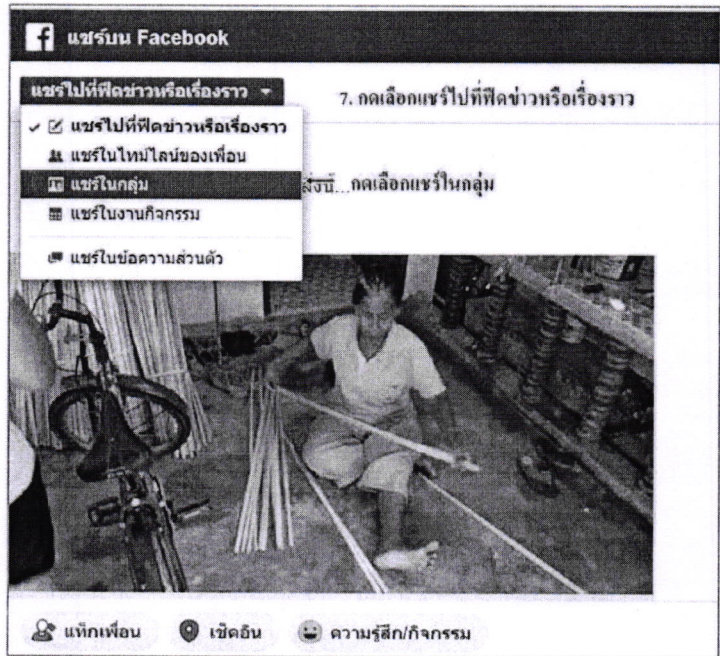 แชร์บน Facebook
แชร์ไปที่ฟีดข่าวหรือเรื่องราว
7. กดเลือกแชร์ไปที่ฟีดข่าวหรือเรื่องราว
แชร์ไปที่ฟีดข่าวหรือเรื่องราว
แชร์ในไทม์ไลน์ของเพื่อน
แชร์ในกลุ่ม
กดเลือกแชร์ในกลุ่ม
แชร์ในงานกิจกรรม
แชร์ในข้อความส่วนตัว
แท็กเพื่อน
เช็คอิน
ความรู้สึก/กิจกรรม